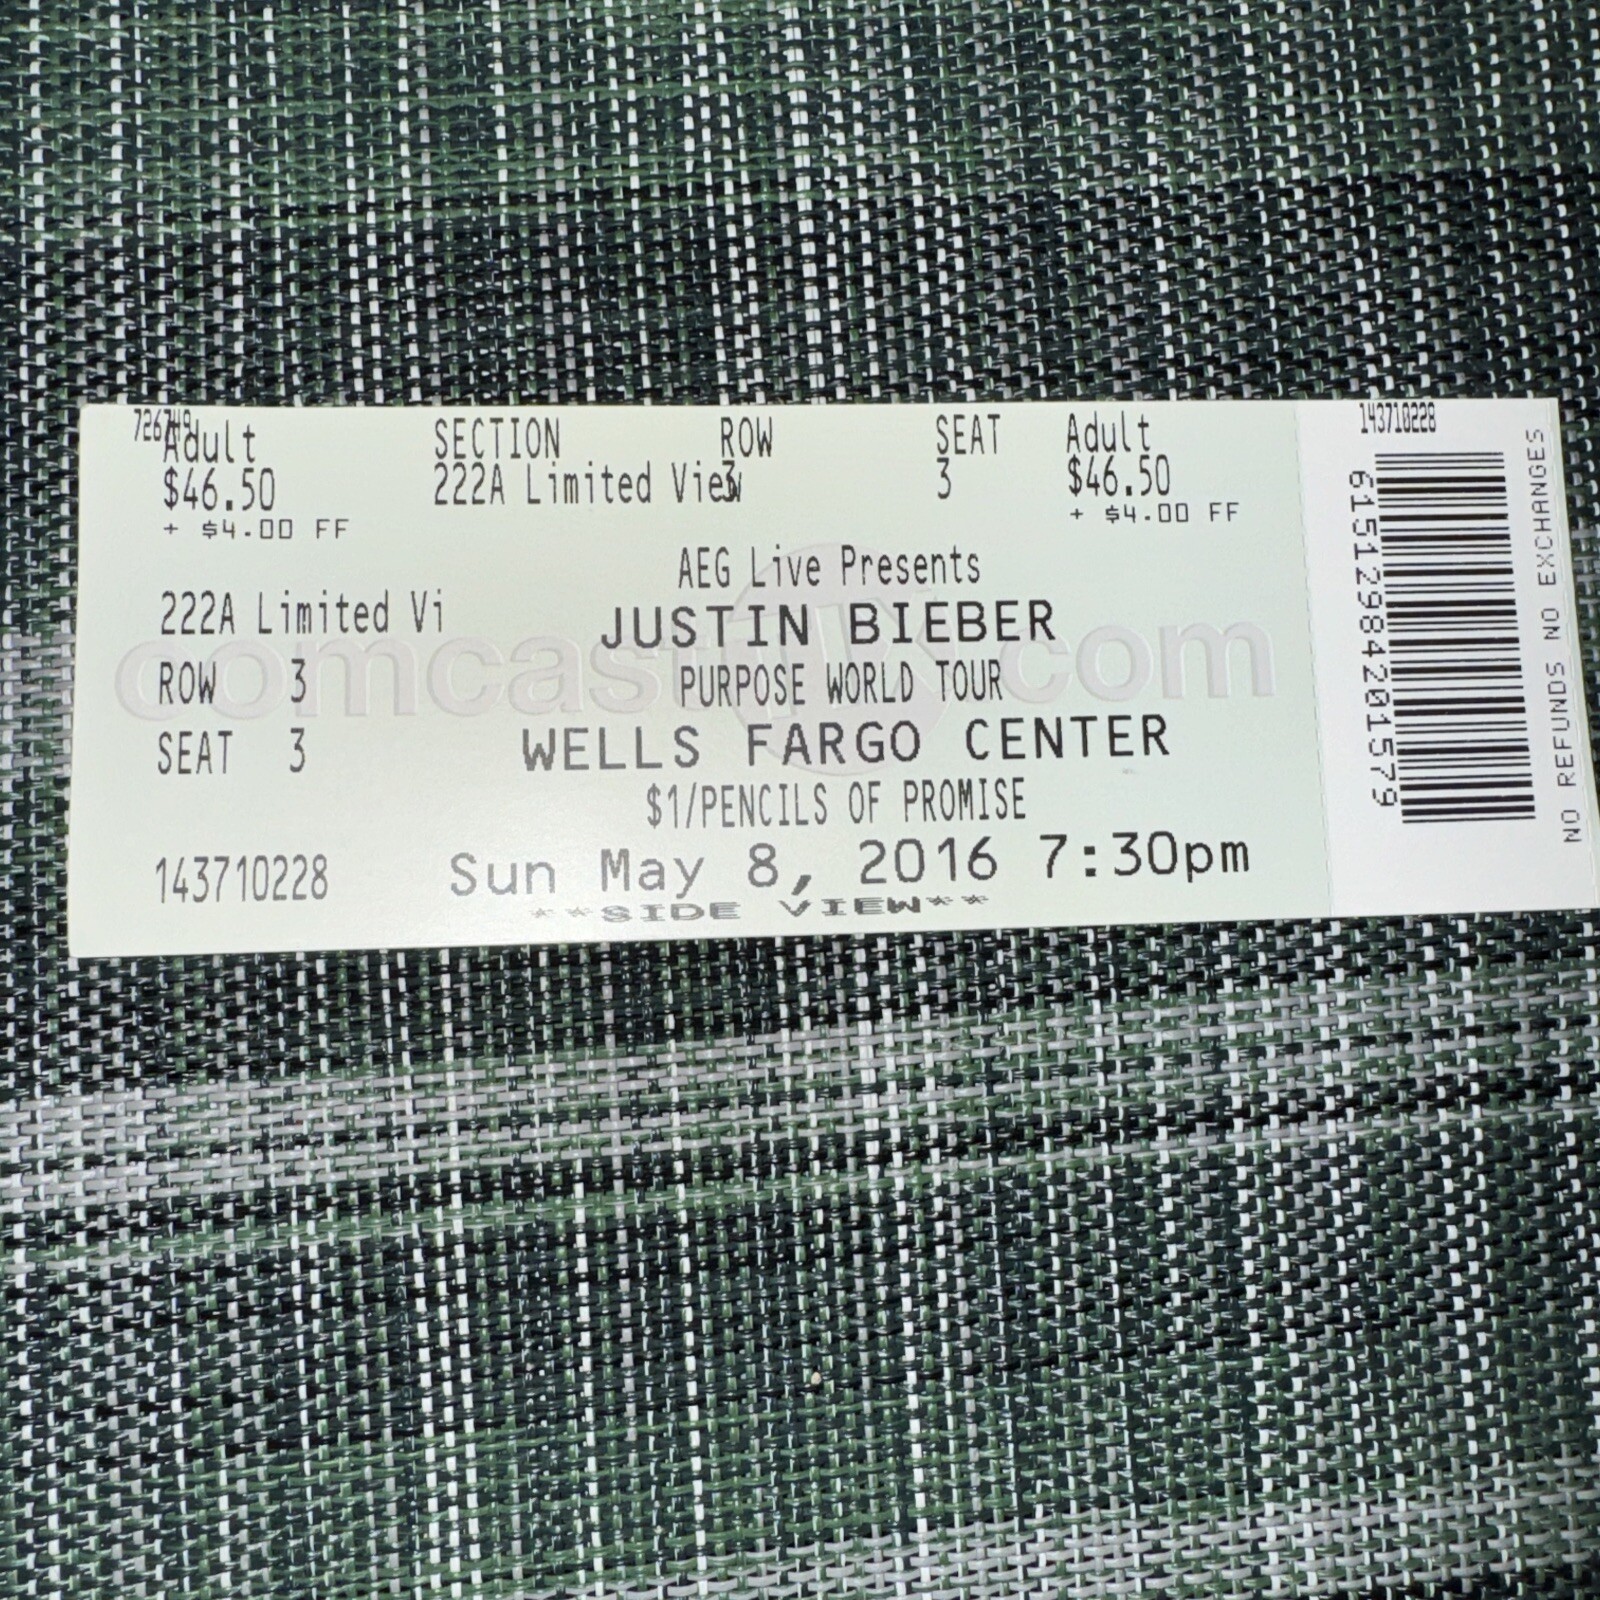 Adult SECTION ROW SEAT Adult
$46.50 222A Limited View 3 3 $46.50
+ $4.00 FF + $4.00 FF
AEG Live Presents
222A Limited Vi JUSTIN BIEBER
comcastTIX.com
ROW 3 PURPOSE WORLD TOUR
SEAT 3 WELLS FARGO CENTER
$1/PENCILS OF PROMISE
143710228 Sun May 8, 2016 7:30pm
**SIDE VIEW**
143710228
61512984201579
NO REFUNDS NO EXCHANGES